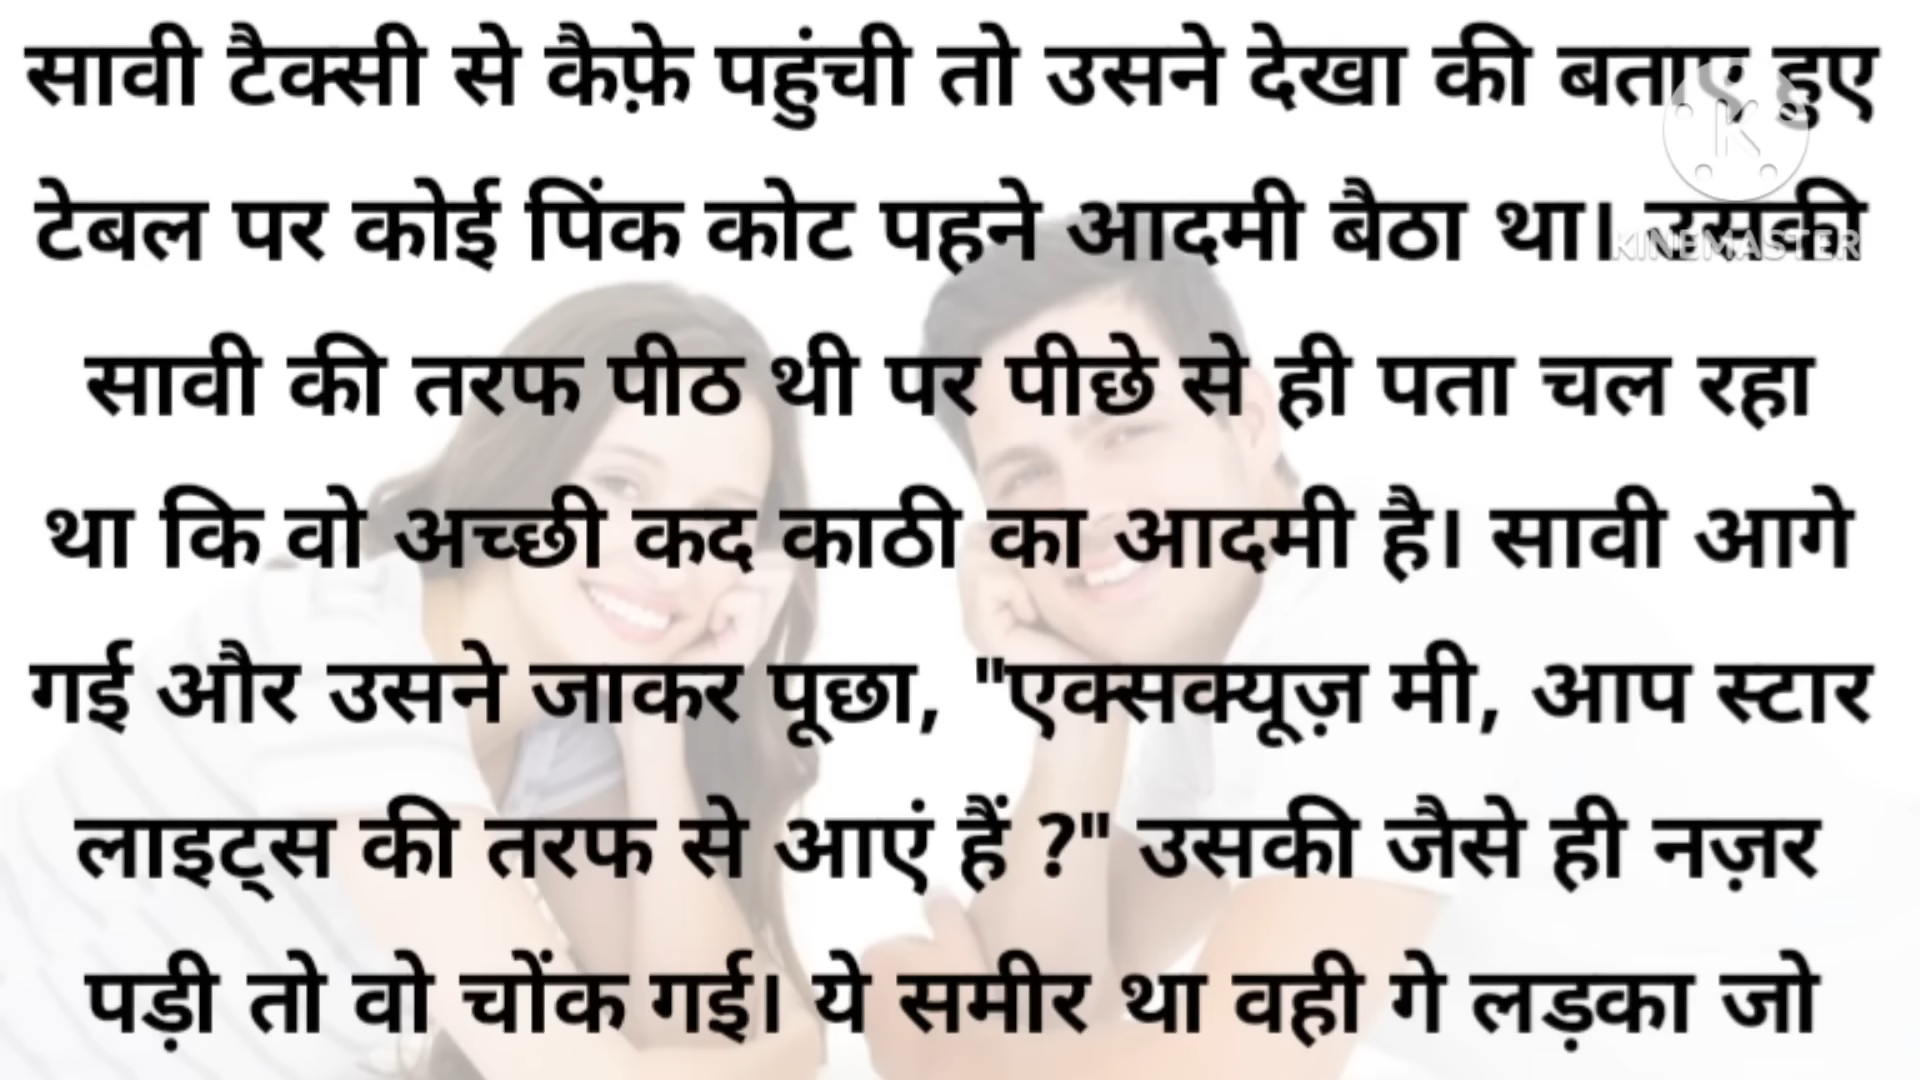 सावी टैक्सी से कैफ़े पहुंची तो उसने देखा की बताए हुए
टेबल पर कोई पिंक कोट पहने आदमी बैठा था। उसकी
KINEMASTER
सावी की तरफ पीठ थी पर पीछे से ही पता चल रहा
था कि वो अच्छी कद काठी का आदमी है। सावी आगे
गई और उसने जाकर पूछा, "एक्सक्यूज़ मी, आप स्टार
लाइट्स की तरफ से आएं हैं ?" उसकी जैसे ही नज़र
पड़ी तो वो चोंक गई। ये समीर था वही गे लड़का जो